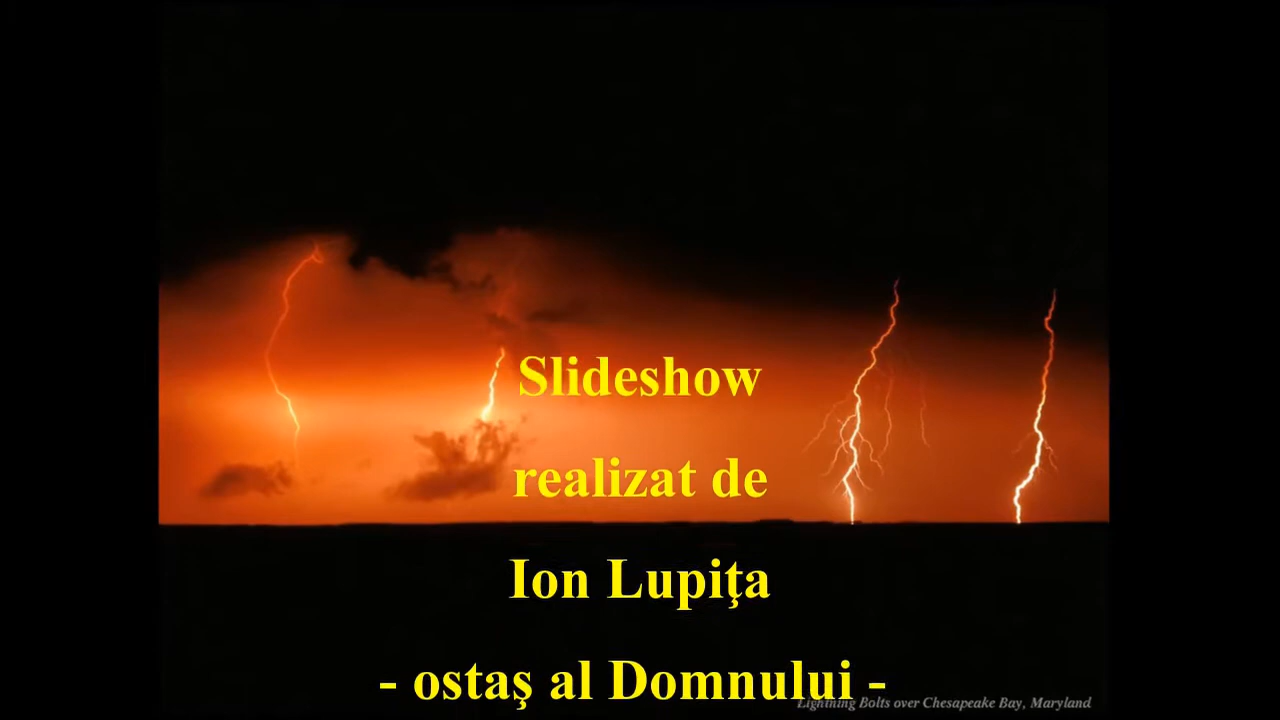 Slideshow
realizat de
Ion Lupiţa
- ostaş al Domnului -
Lightning Bolts over Chesapeake Bay, Maryland